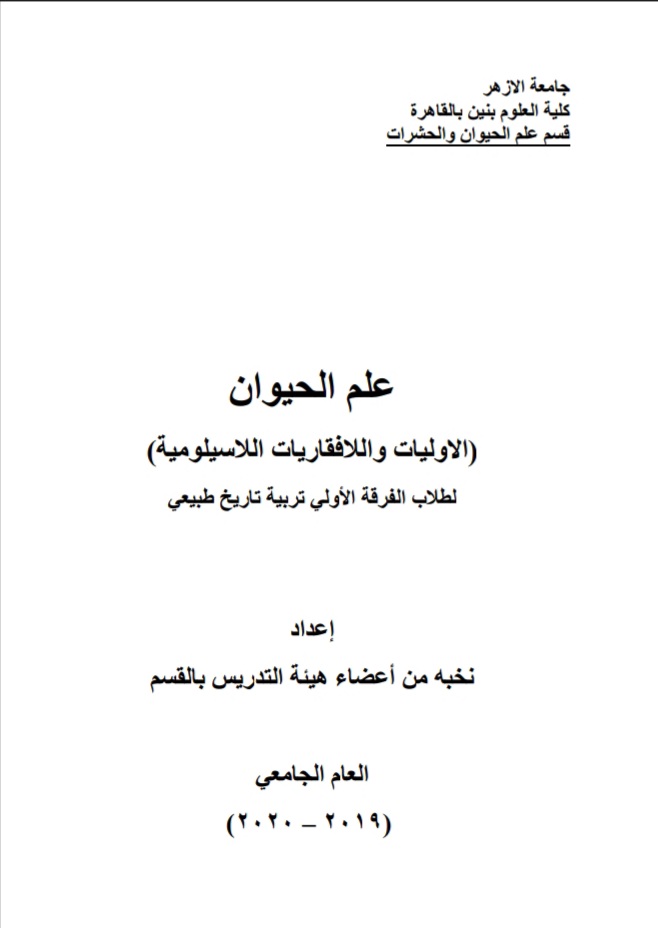 جامعة الازهر
كلية العلوم بنين بالقاهرة
قسم علم الحيوان والحشرات
علم الحيوان
(الاوليات واللافقاريات اللاسيلومية)
لطلاب الفرقة الأولي تربية تاريخ طبيعي
إعداد
نخبه من أعضاء هيئة التدريس بالقسم
العام الجامعي
(٢٠١٩ – ٢٠٢٠)